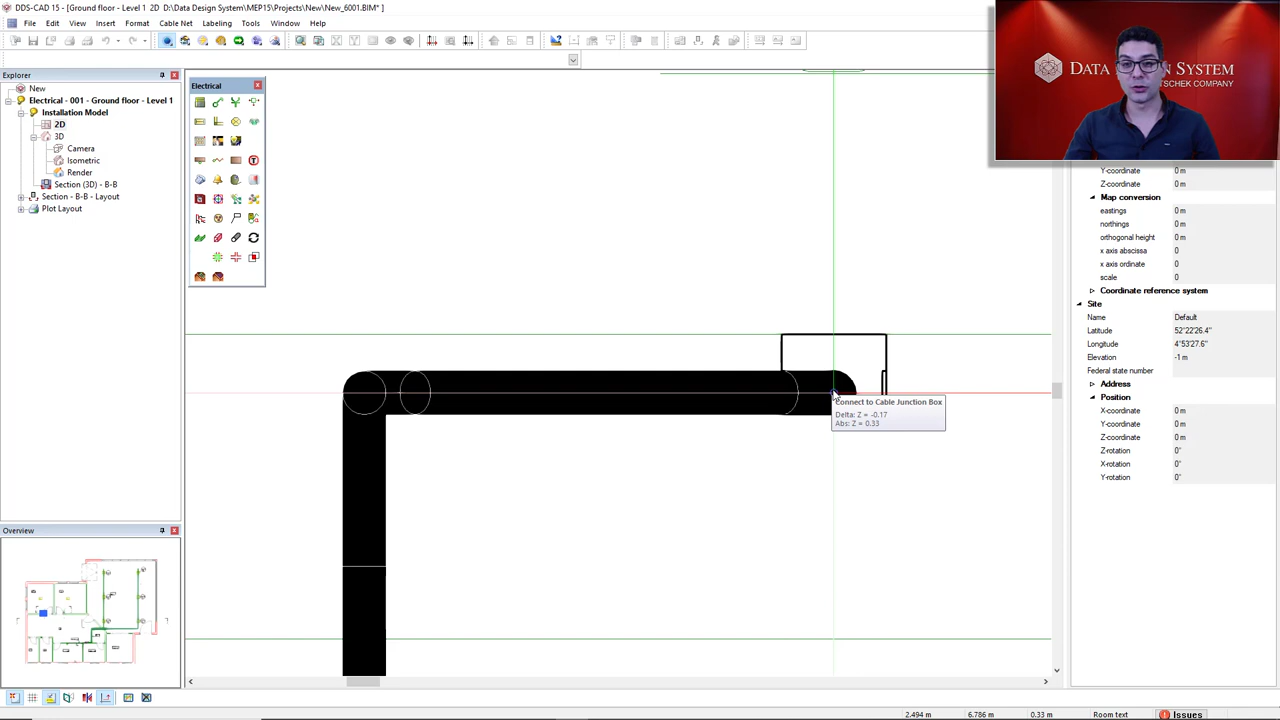 DDS-CAD 15 - [Ground floor - Level 1  2D  D:\Data Design System\MEP15\Projects\New\New_6001.BIM* ]
File Edit View Insert Format Cable Net Labeling Tools Window Help
DATA DESIGN SYSTEM
Explorer
New
Electrical - 001 - Ground floor - Level 1
Installation Model
2D
3D
Camera
Isometric
Render
Section (3D) - B-B
Section - B-B - Layout
Plot Layout
Electrical
Connect to Cable Junction Box
Delta: Z = -0.17
Abs: Z = 0.33
Y-coordinate 0 m
Z-coordinate 0 m
Map conversion
eastings 0 m
northings 0 m
orthogonal height 0 m
x axis abscissa 0
x axis ordinate 0
scale 0
Coordinate reference system
Site
Name Default
Latitude 52°22'26.4"
Longitude 4°53'27.6"
Elevation -1 m
Federal state number
Address
Position
X-coordinate 0 m
Y-coordinate 0 m
Z-coordinate 0 m
Z-rotation 0°
X-rotation 0°
Y-rotation 0°
Overview
2.494 m 6.786 m 0.33 m Room text Issues